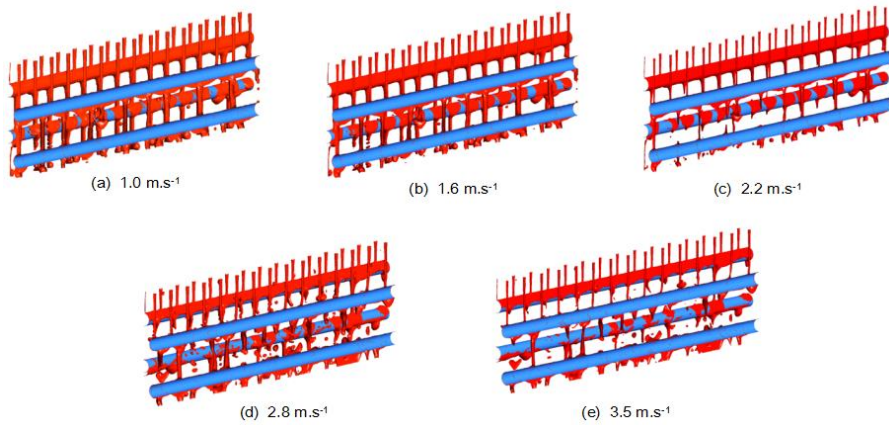 (a) 1.0 m.s⁻¹
(b) 1.6 m.s⁻¹
(c) 2.2 m.s⁻¹
(d) 2.8 m.s⁻¹
(e) 3.5 m.s⁻¹